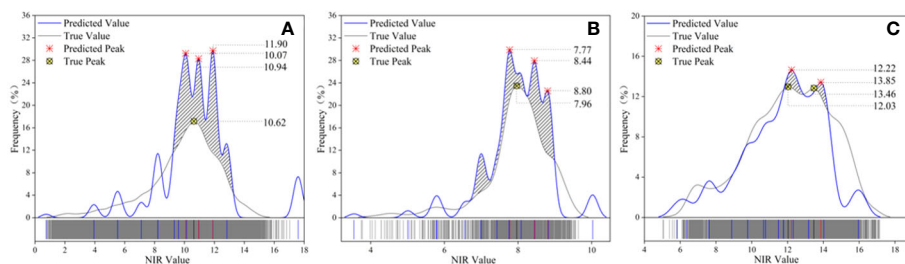 A
36
32
28
24
20
16
12
8
4
0
Frequency (%)
Predicted Value
True Value
Predicted Peak
True Peak
11.90
10.07
10.94
10.62
0 2 4 6 8 10 12 14 16 18
NIR Value
B
36
32
28
24
20
16
12
8
4
0
Frequency (%)
Predicted Value
True Value
Predicted Peak
True Peak
7.77
8.44
8.80
7.96
4 5 6 7 8 9 10
NIR Value
C
20
16
12
8
4
0
Frequency (%)
Predicted Value
True Value
Predicted Peak
True Peak
12.22
13.85
13.46
12.03
4 6 8 10 12 14 16 18
NIR Value